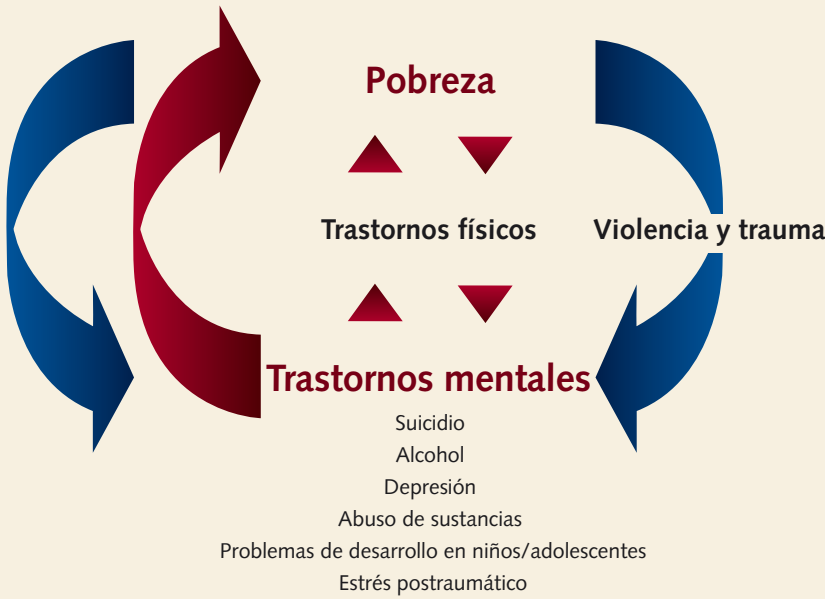 Pobreza
Trastornos físicos
Violencia y trauma
Trastornos mentales
Suicidio
Alcohol
Depresión
Abuso de sustancias
Problemas de desarrollo en niños/adolescentes
Estrés postraumático